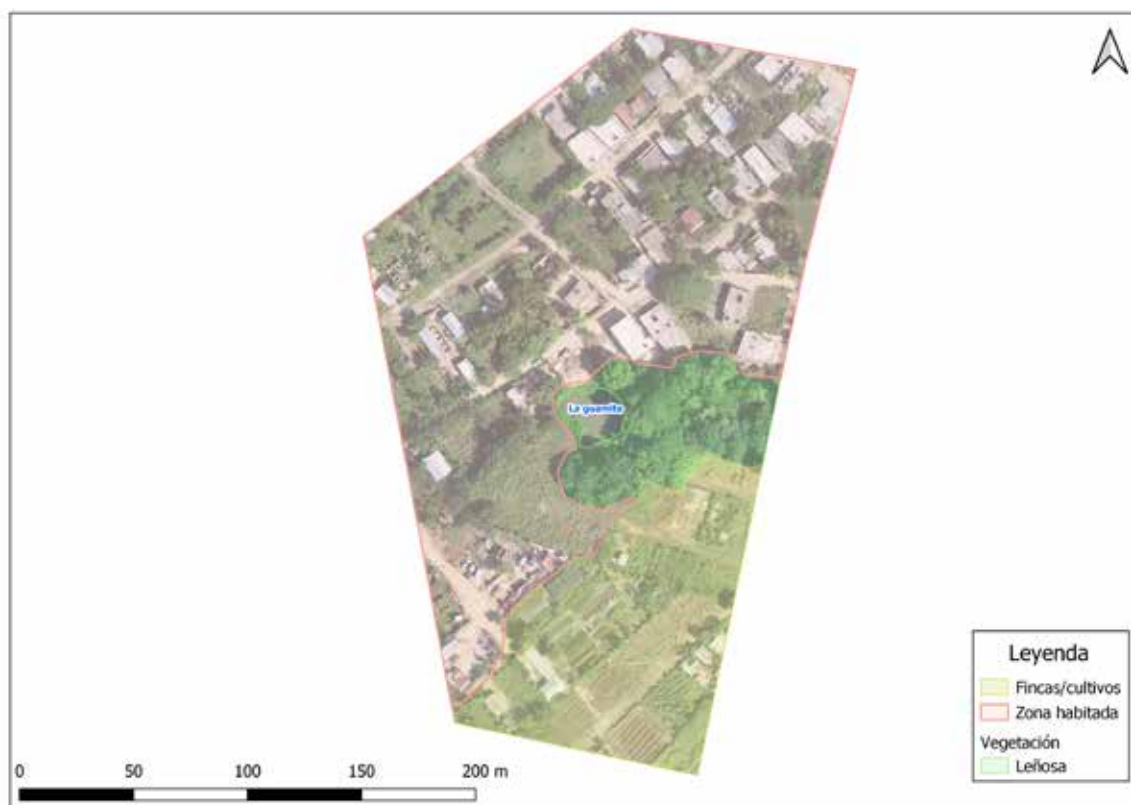 La guamita
Leyenda
Fincas/cultivos
Zona habitada
Vegetación
Leñosa
0 50 100 150 200 m